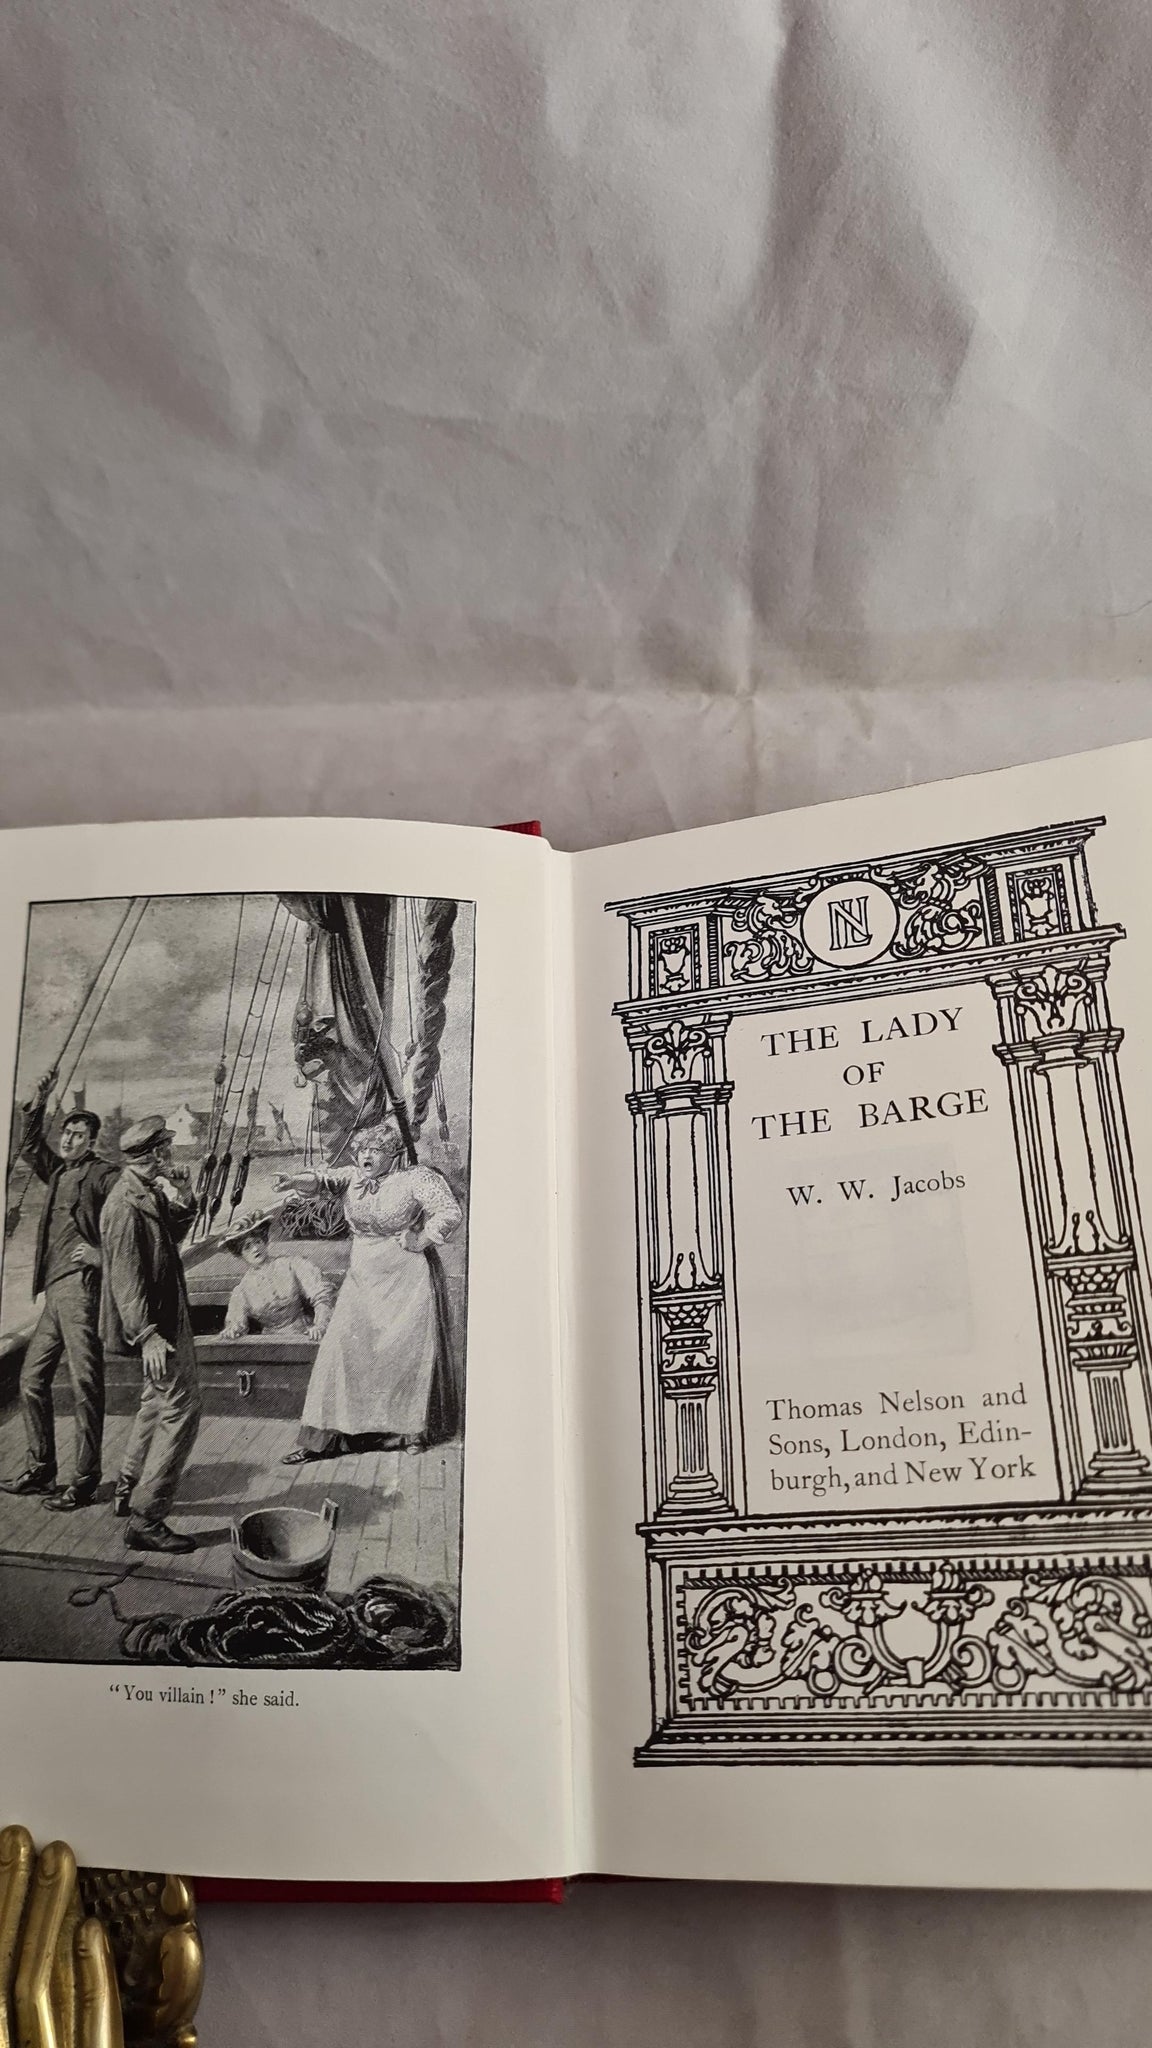 "You villain!" she said.
NL
THE LADY
OF
THE BARGE
W. W. Jacobs
Thomas Nelson and
Sons, London, Edin-
burgh, and New York